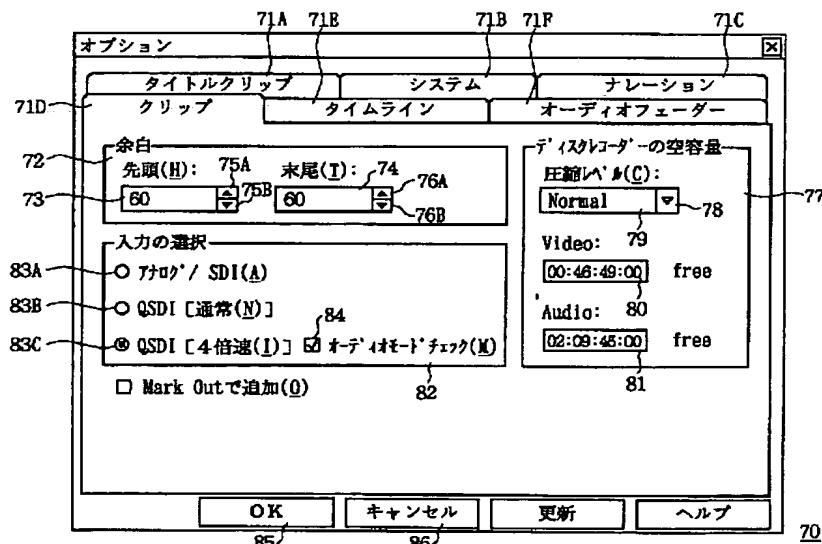 71A 71E 71B 71F 71C
オプション
タイトルクリップ システム ナレーション
71D クリップ タイムライン オーディオフェーダー
72 余白 ディスクレコーダーの空容量
先頭(H): 75A 末尾(T): 74 圧縮レベル(C): 77
73 60 75B 60 76A Normal 78
76B 79
入力の選択 Video:
83A アナログ/ SDI(A) 00:46:49:00 free
83B QSDI [通常(N)] 84 Audio: 80
83C QSDI [4倍速(I)] オーディオモードチェック(M) 02:09:45:00 free
Mark Outで追加(O) 82 81
OK キャンセル 更新 ヘルプ
85 86 70